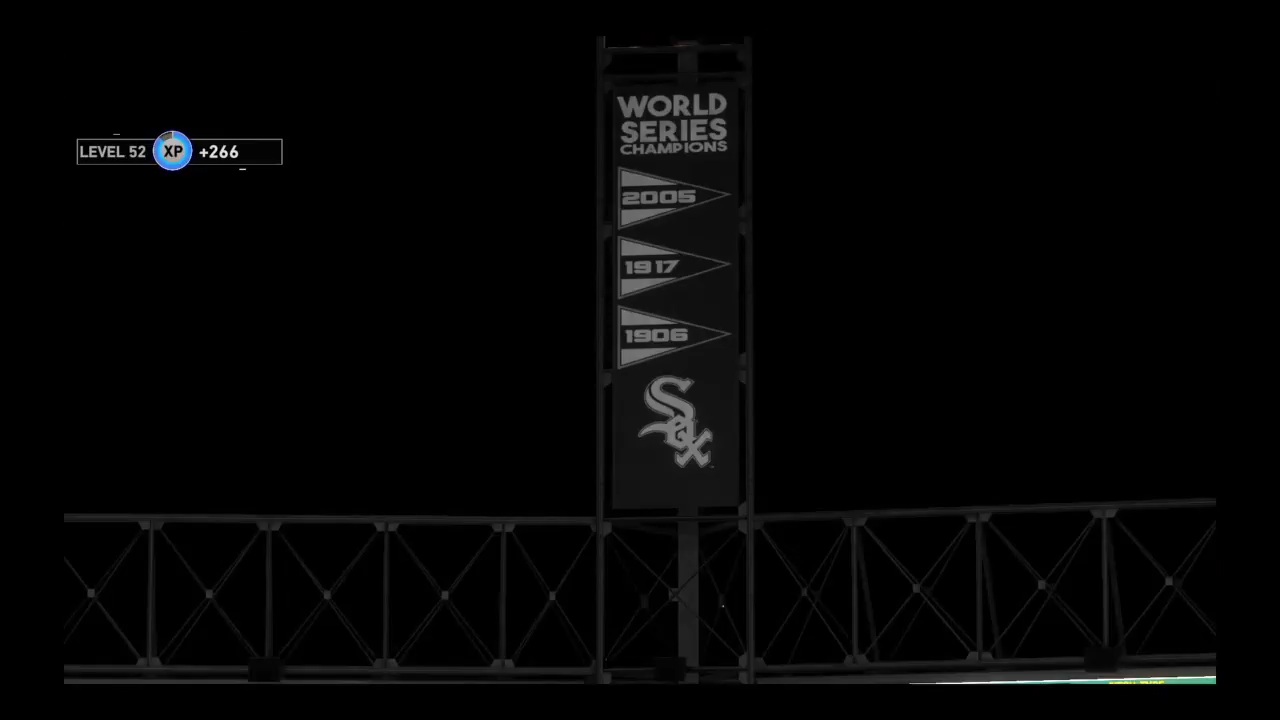 WORLD
SERIES
CHAMPIONS
LEVEL 52 XP +266
2005
1917
1906
Sox